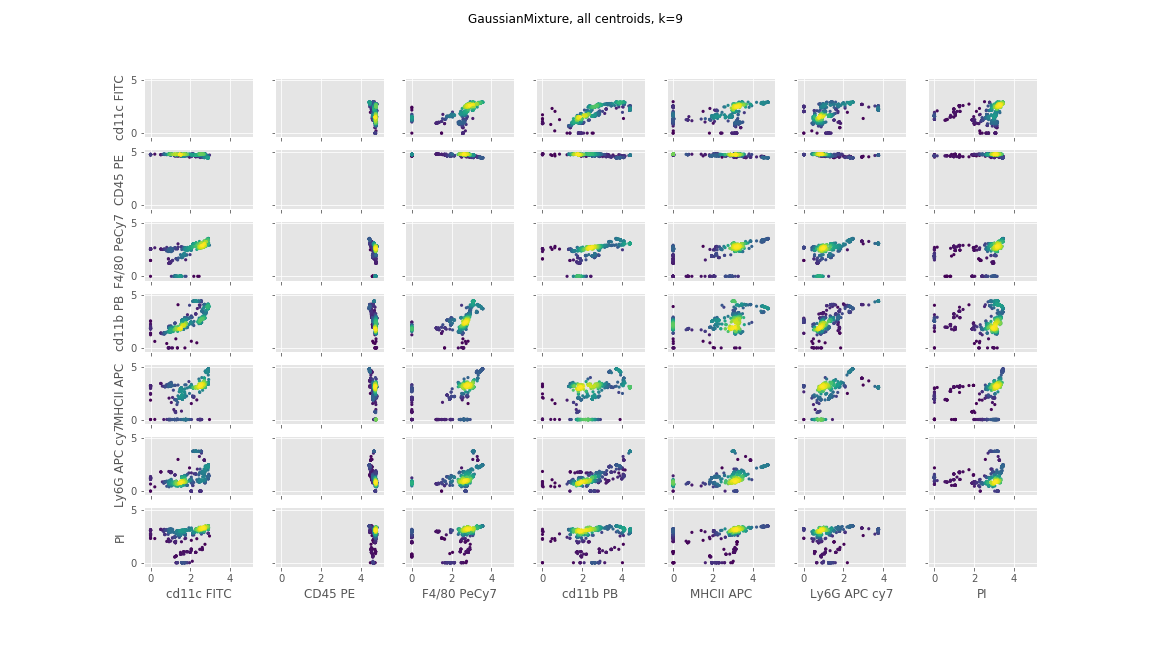 GaussianMixture, all centroids, k=9
cd11c FITC
5
0
CD45 PE
5
0
F4/80 PeCy7
5
0
cd11b PB
5
0
MHCII APC
5
0
Ly6G APC cy7
5
0
PI
5
0
0 2 4 0 2 4 0 2 4 0 2 4 0 2 4 0 2 4 0 2 4
cd11c FITC CD45 PE F4/80 PeCy7 cd11b PB MHCII APC Ly6G APC cy7 PI